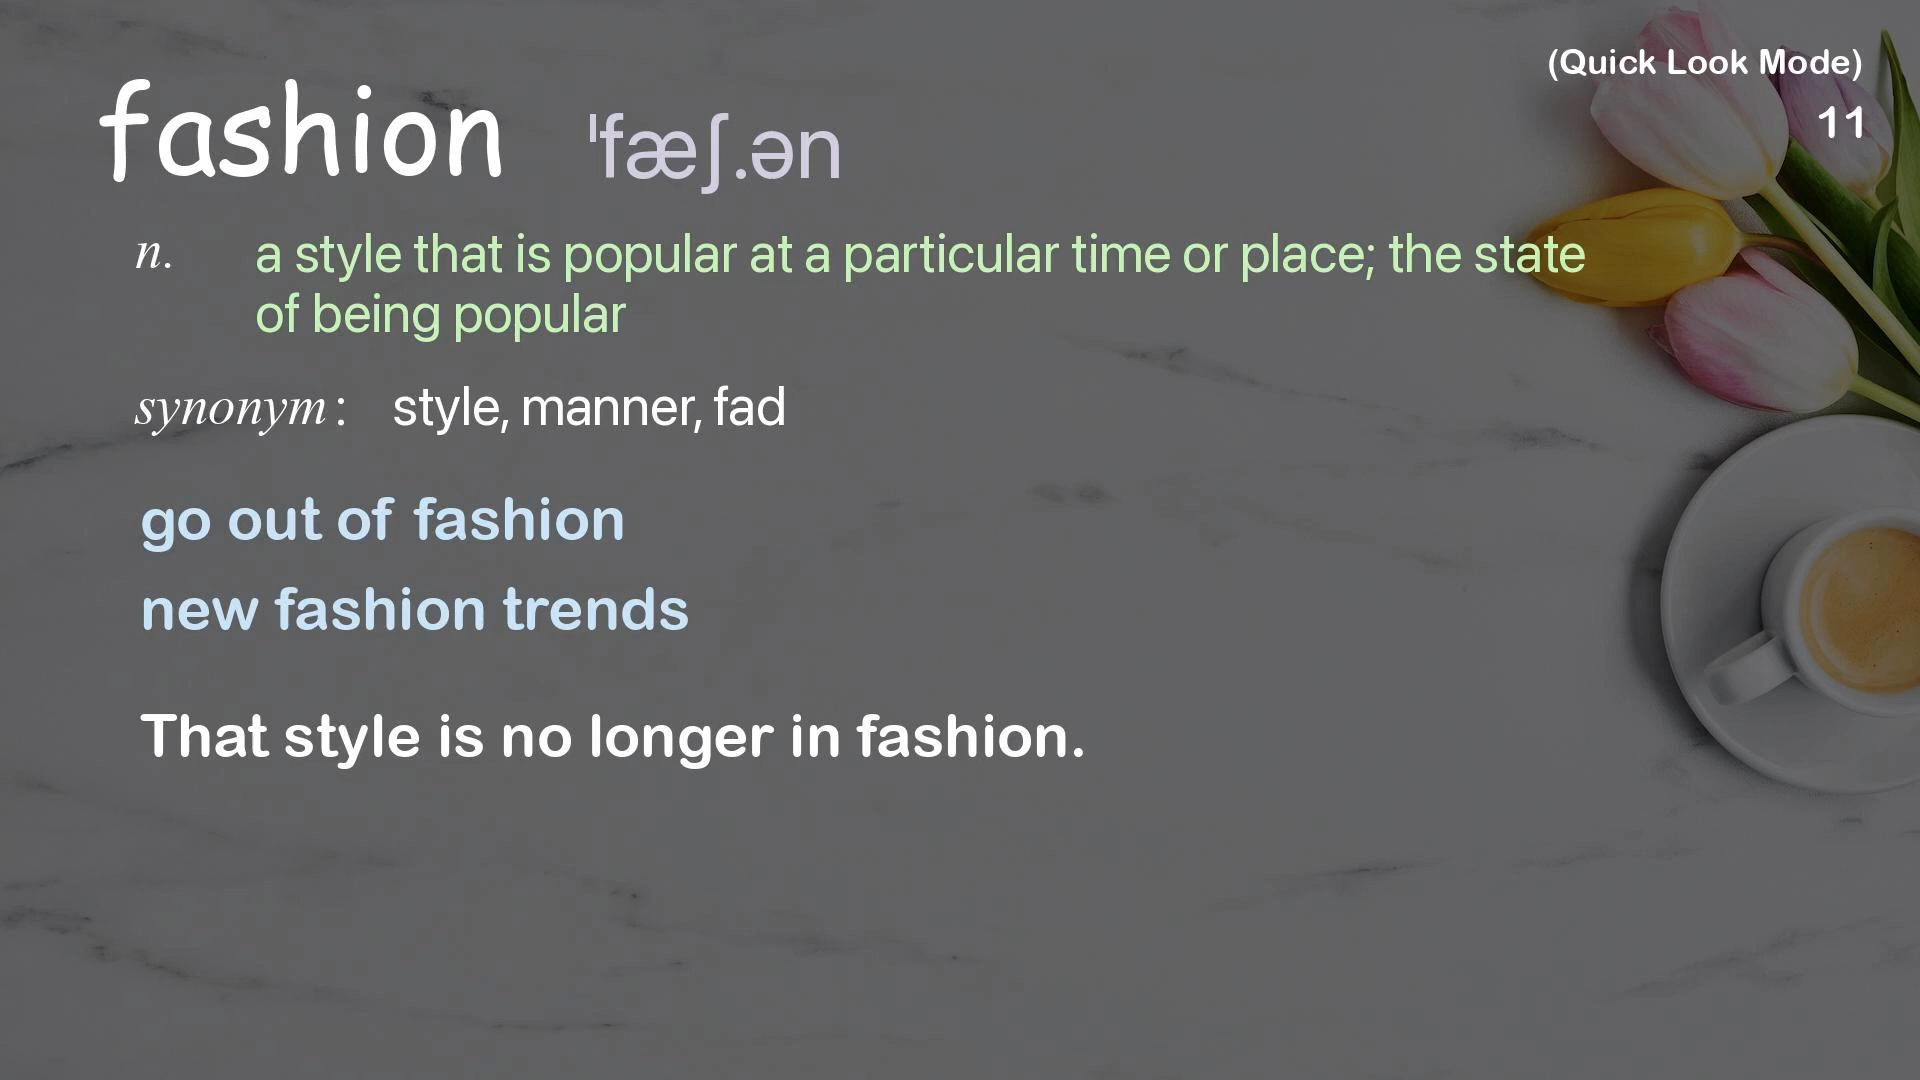 (Quick Look Mode)
11
fashion ˈfæʃ.ən
n. a style that is popular at a particular time or place; the state
of being popular
synonym: style, manner, fad
go out of fashion
new fashion trends
That style is no longer in fashion.